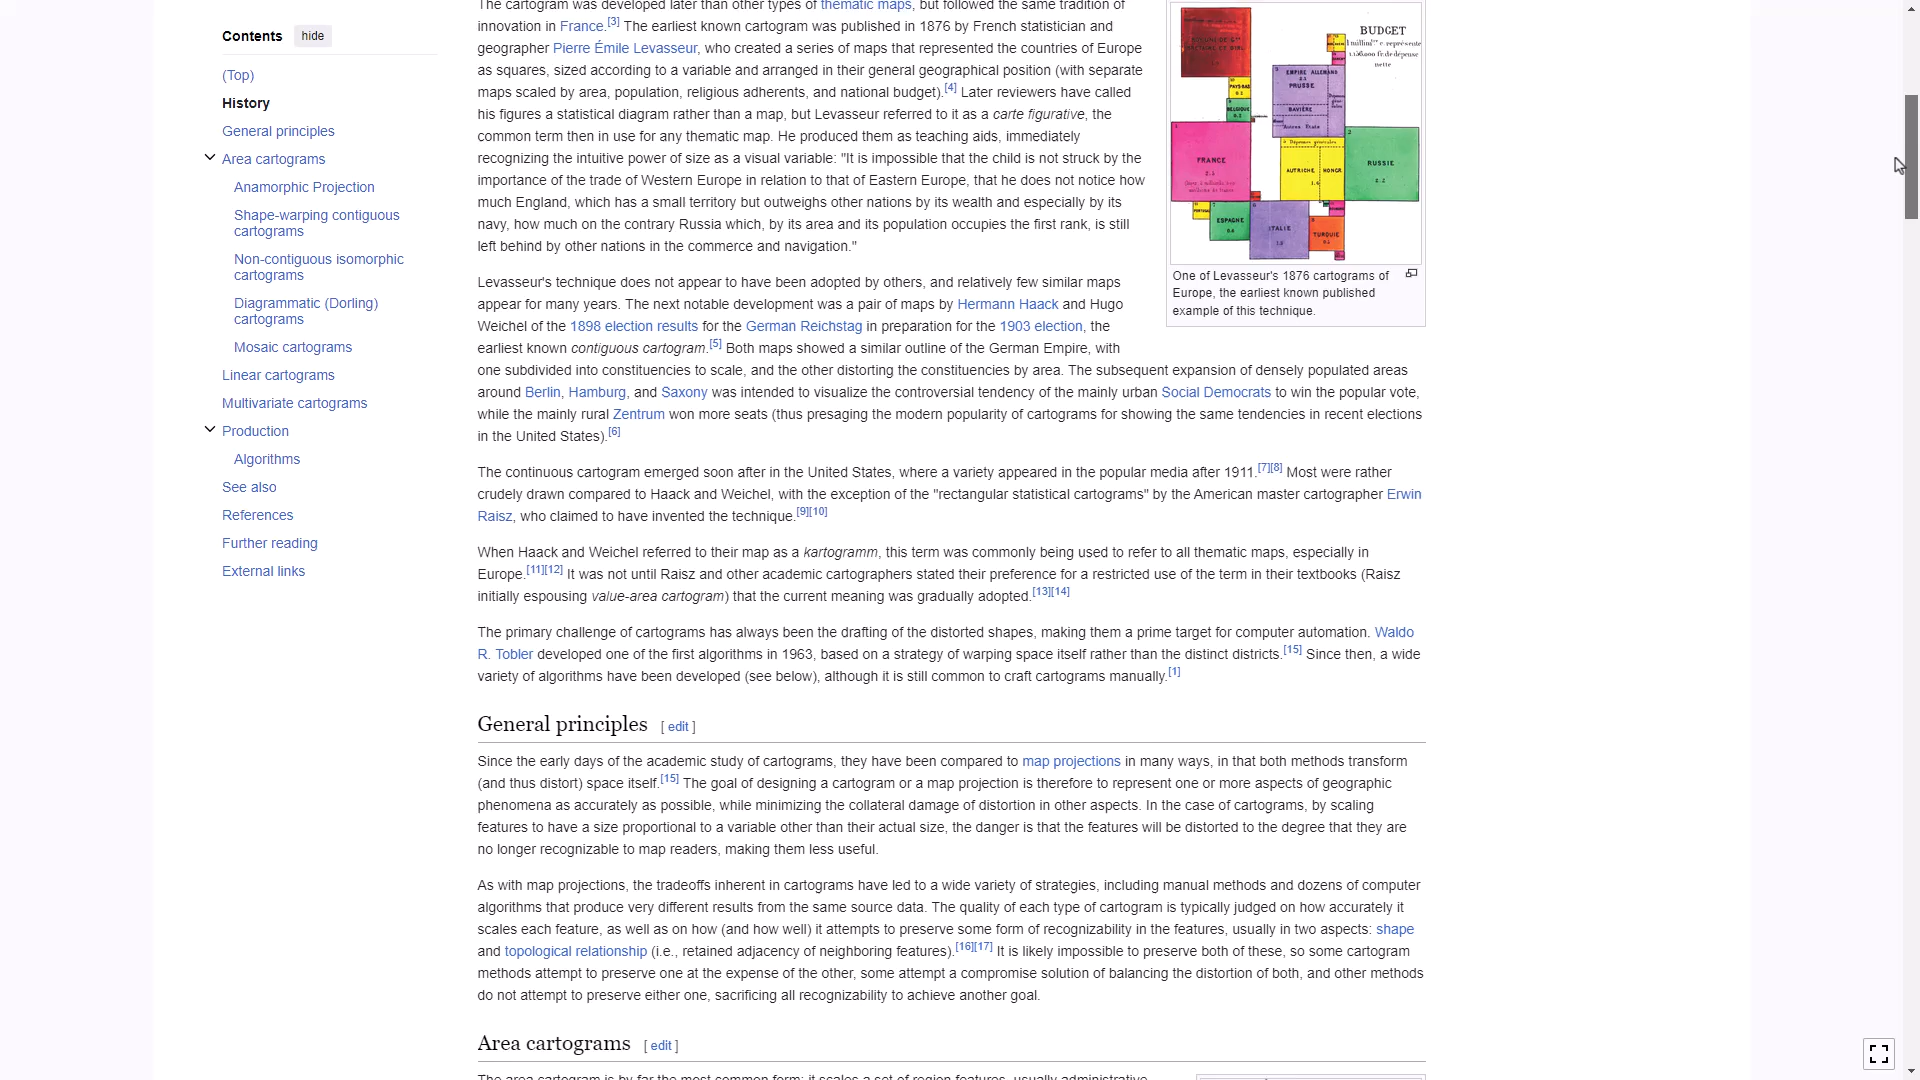 Contents hide
(Top)
History
General principles
Area cartograms
Anamorphic Projection
Shape-warping contiguous
cartograms
Non-contiguous isomorphic
cartograms
Diagrammatic (Dorling)
cartograms
Mosaic cartograms
Linear cartograms
Multivariate cartograms
Production
Algorithms
See also
References
Further reading
External links
The cartogram was developed later than other types of thematic maps, but followed the same tradition of
innovation in France.[3] The earliest known cartogram was published in 1876 by French statistician and
geographer Pierre Émile Levasseur, who created a series of maps that represented the countries of Europe
as squares, sized according to a variable and arranged in their general geographical position (with separate
maps scaled by area, population, religious adherents, and national budget).[4] Later reviewers have called
his figures a statistical diagram rather than a map, but Levasseur referred to it as a carte figurative, the
common term then in use for any thematic map. He produced them as teaching aids, immediately
recognizing the intuitive power of size as a visual variable: "It is impossible that the child is not struck by the
importance of the trade of Western Europe in relation to that of Eastern Europe, that he does not notice how
much England, which has a small territory but outweighs other nations by its wealth and especially by its
navy, how much on the contrary Russia which, by its area and its population occupies the first rank, is still
left behind by other nations in the commerce and navigation."
BUDGET
EMPIRE ALLEMAND
PRUSSE
BAVIÈRE
PAYS-BAS
BELGIQUE
FRANCE
AUTRICHE HONGR.
RUSSIE
ESPAGNE
ITALIE
TURQUIE
One of Levasseur's 1876 cartograms of
Europe, the earliest known published
example of this technique.
Levasseur's technique does not appear to have been adopted by others, and relatively few similar maps
appear for many years. The next notable development was a pair of maps by Hermann Haack and Hugo
Weichel of the 1898 election results for the German Reichstag in preparation for the 1903 election, the
earliest known contiguous cartogram.[5] Both maps showed a similar outline of the German Empire, with
one subdivided into constituencies to scale, and the other distorting the constituencies by area. The subsequent expansion of densely populated areas
around Berlin, Hamburg, and Saxony was intended to visualize the controversial tendency of the mainly urban Social Democrats to win the popular vote,
while the mainly rural Zentrum won more seats (thus presaging the modern popularity of cartograms for showing the same tendencies in recent elections
in the United States).[6]
The continuous cartogram emerged soon after in the United States, where a variety appeared in the popular media after 1911.[7][8] Most were rather
crudely drawn compared to Haack and Weichel, with the exception of the "rectangular statistical cartograms" by the American master cartographer Erwin
Raisz, who claimed to have invented the technique.[9][10]
When Haack and Weichel referred to their map as a kartogramm, this term was commonly being used to refer to all thematic maps, especially in
Europe.[11][12] It was not until Raisz and other academic cartographers stated their preference for a restricted use of the term in their textbooks (Raisz
initially espousing value-area cartogram) that the current meaning was gradually adopted.[13][14]
The primary challenge of cartograms has always been the drafting of the distorted shapes, making them a prime target for computer automation. Waldo
R. Tobler developed one of the first algorithms in 1963, based on a strategy of warping space itself rather than the distinct districts.[15] Since then, a wide
variety of algorithms have been developed (see below), although it is still common to craft cartograms manually.[1]
General principles [ edit ]
Since the early days of the academic study of cartograms, they have been compared to map projections in many ways, in that both methods transform
(and thus distort) space itself.[15] The goal of designing a cartogram or a map projection is therefore to represent one or more aspects of geographic
phenomena as accurately as possible, while minimizing the collateral damage of distortion in other aspects. In the case of cartograms, by scaling
features to have a size proportional to a variable other than their actual size, the danger is that the features will be distorted to the degree that they are
no longer recognizable to map readers, making them less useful.
As with map projections, the tradeoffs inherent in cartograms have led to a wide variety of strategies, including manual methods and dozens of computer
algorithms that produce very different results from the same source data. The quality of each type of cartogram is typically judged on how accurately it
scales each feature, as well as on how (and how well) it attempts to preserve some form of recognizability in the features, usually in two aspects: shape
and topological relationship (i.e., retained adjacency of neighboring features).[16][17] It is likely impossible to preserve both of these, so some cartogram
methods attempt to preserve one at the expense of the other, some attempt a compromise solution of balancing the distortion of both, and other methods
do not attempt to preserve either one, sacrificing all recognizability to achieve another goal.
Area cartograms [ edit ]
The area cartogram is by far the most common form; it scales a set of region features, usually administrative